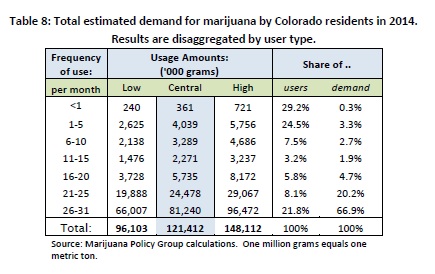 Table 8: Total estimated demand for marijuana by Colorado residents in 2014.
Results are disaggregated by user type.
Frequency of use: Usage Amounts: ('000 grams) Share of ..
per month Low Central High users demand
<1 240 361 721 29.2% 0.3%
1-5 2,625 4,039 5,756 24.5% 3.3%
6-10 2,138 3,289 4,686 7.5% 2.7%
11-15 1,476 2,271 3,237 3.2% 1.9%
16-20 3,728 5,735 8,172 5.8% 4.7%
21-25 19,888 24,478 29,067 8.1% 20.2%
26-31 66,007 81,240 96,472 21.8% 66.9%
Total: 96,103 121,412 148,112 100% 100%
Source: Marijuana Policy Group calculations. One million grams equals one
metric ton.